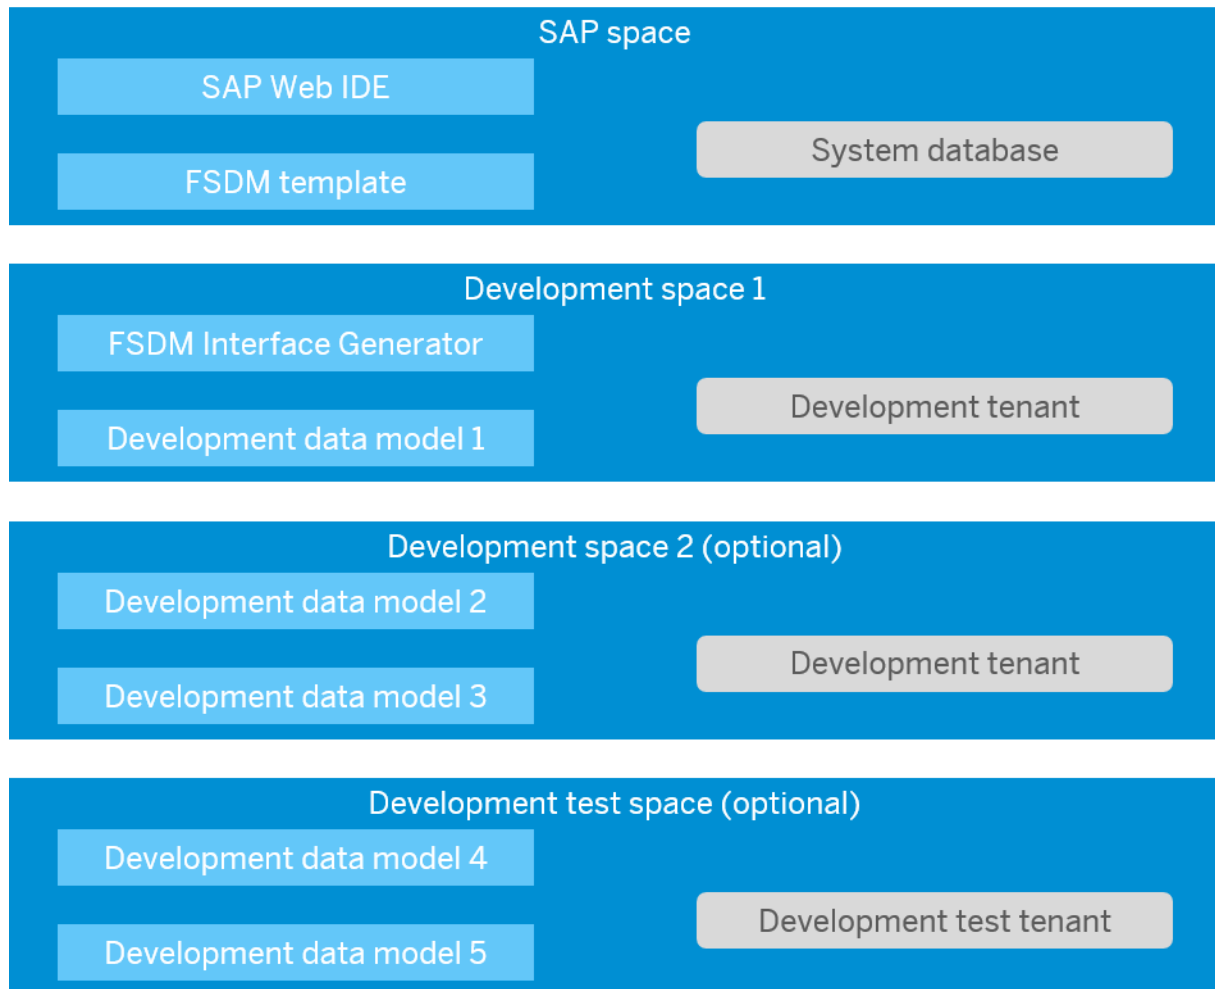 SAP space
SAP Web IDE
System database
FSDM template
Development space 1
FSDM Interface Generator
Development tenant
Development data model 1
Development space 2 (optional)
Development data model 2
Development tenant
Development data model 3
Development test space (optional)
Development data model 4
Development test tenant
Development data model 5